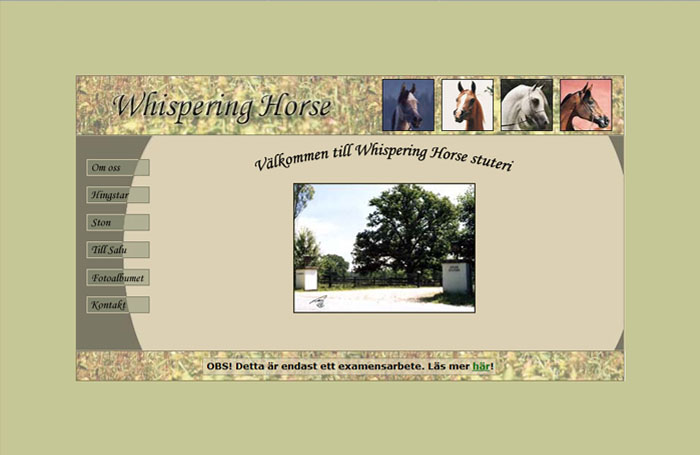 Whispering Horse
Välkommen till Whispering Horse stuteri
Om oss
Hingstar
Ston
Till Salu
Fotoalbumet
Kontakt
OBS! Detta är endast ett examensarbete. Läs mer här!